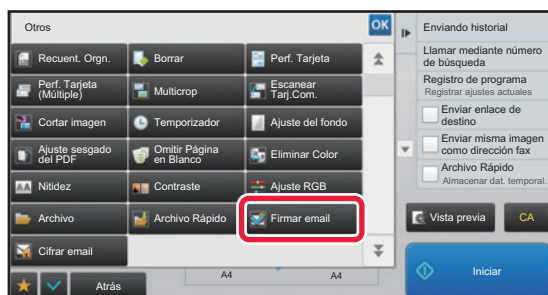 Otros
OK
Recuent. Orgn.
Borrar
Perf. Tarjeta
Perf. Tarjeta
(Múltiple)
Multicrop
Escanear
Tarj.Com.
Cortar imagen
Temporizador
Ajuste del fondo
Ajuste sesgado
del PDF
Omitir Página
en Blanco
Eliminar Color
Nitidez
Contraste
Ajuste RGB
Archivo
Archivo Rápido
Firmar email
Cifrar email
Atrás
A4
A4
Enviando historial
Llamar mediante número
de búsqueda
Registro de programa
Registrar ajustes actuales
Enviar enlace de
destino
Enviar misma imagen
como dirección fax
Archivo Rápido
Almacenar dat. temporal.
Vista previa
CA
Iniciar